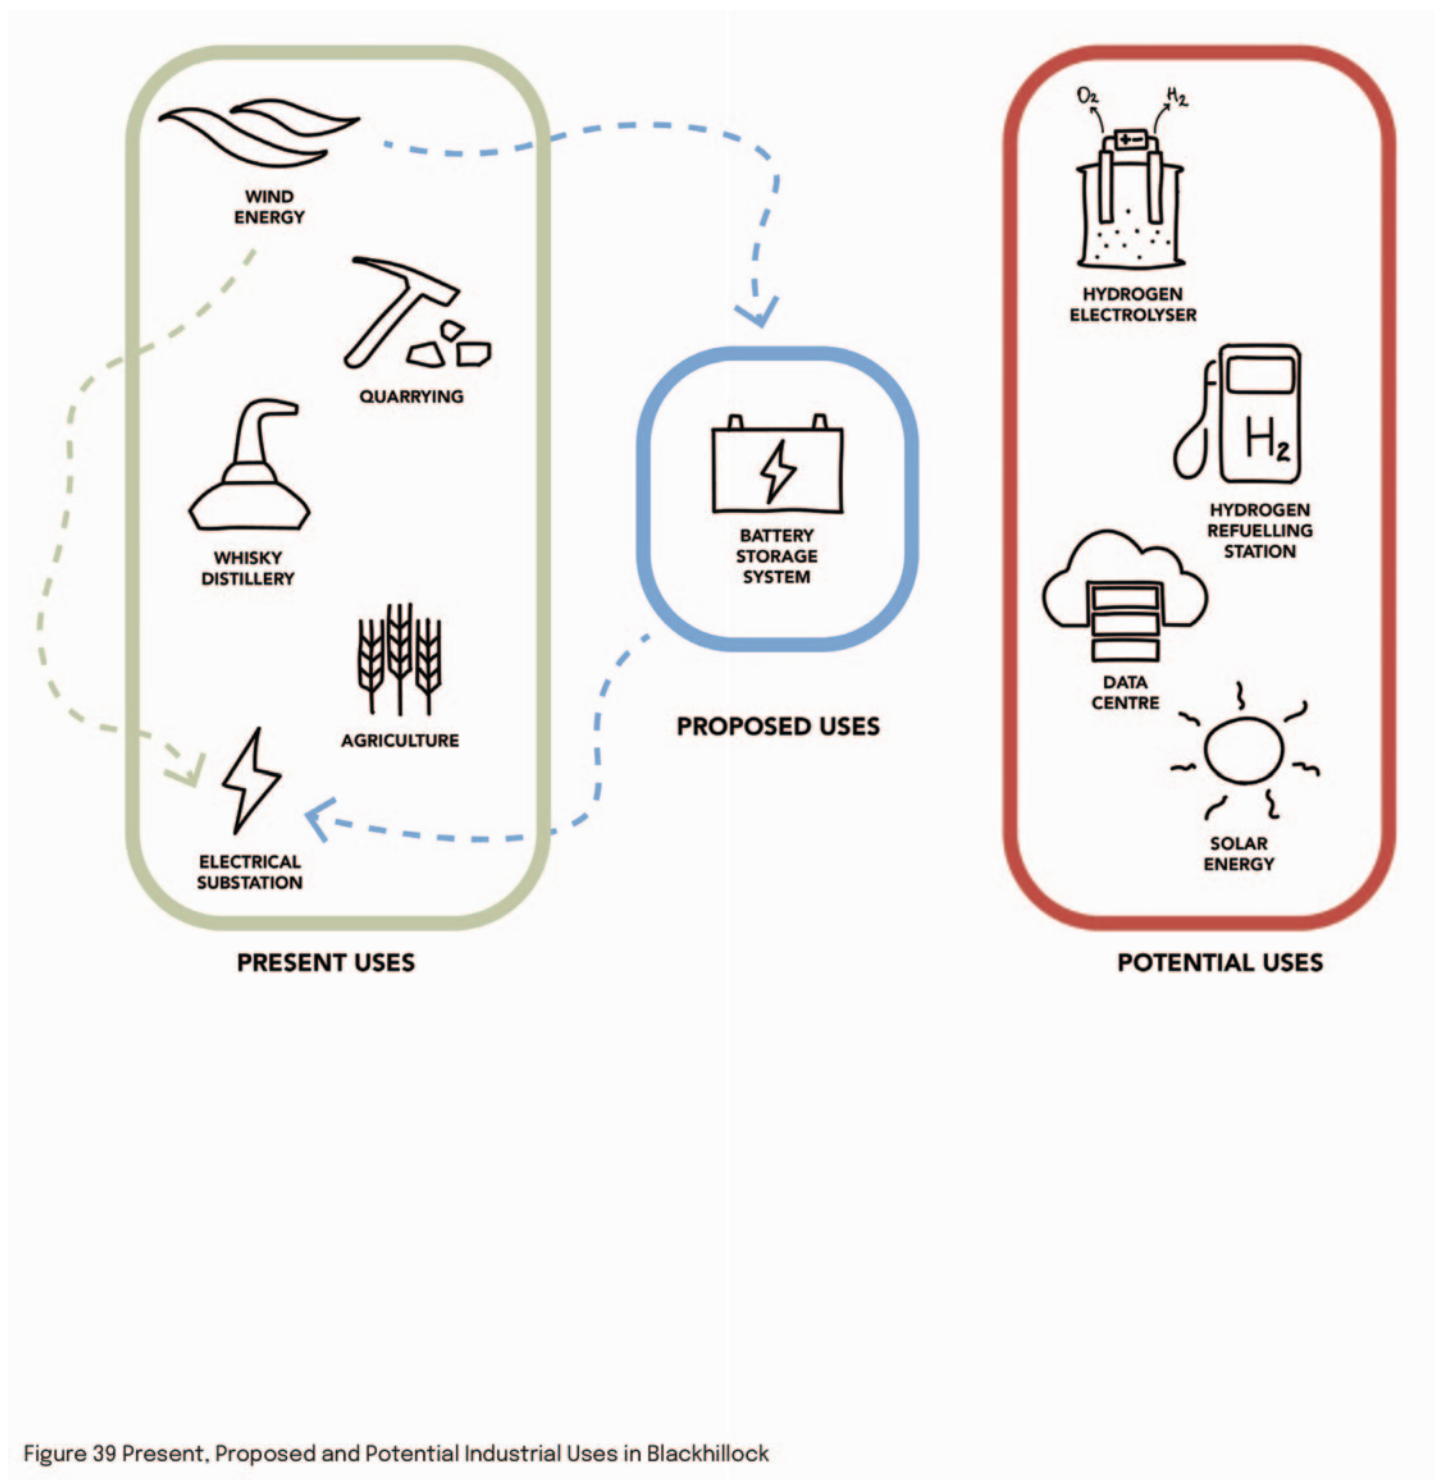 WIND
ENERGY
QUARRYING
WHISKY
DISTILLERY
AGRICULTURE
ELECTRICAL
SUBSTATION
PRESENT USES
BATTERY
STORAGE
SYSTEM
PROPOSED USES
O2
H2
+-
HYDROGEN
ELECTROLYSER
H2
HYDROGEN
REFUELLING
STATION
DATA
CENTRE
SOLAR
ENERGY
POTENTIAL USES
Figure 39 Present, Proposed and Potential Industrial Uses in Blackhillock